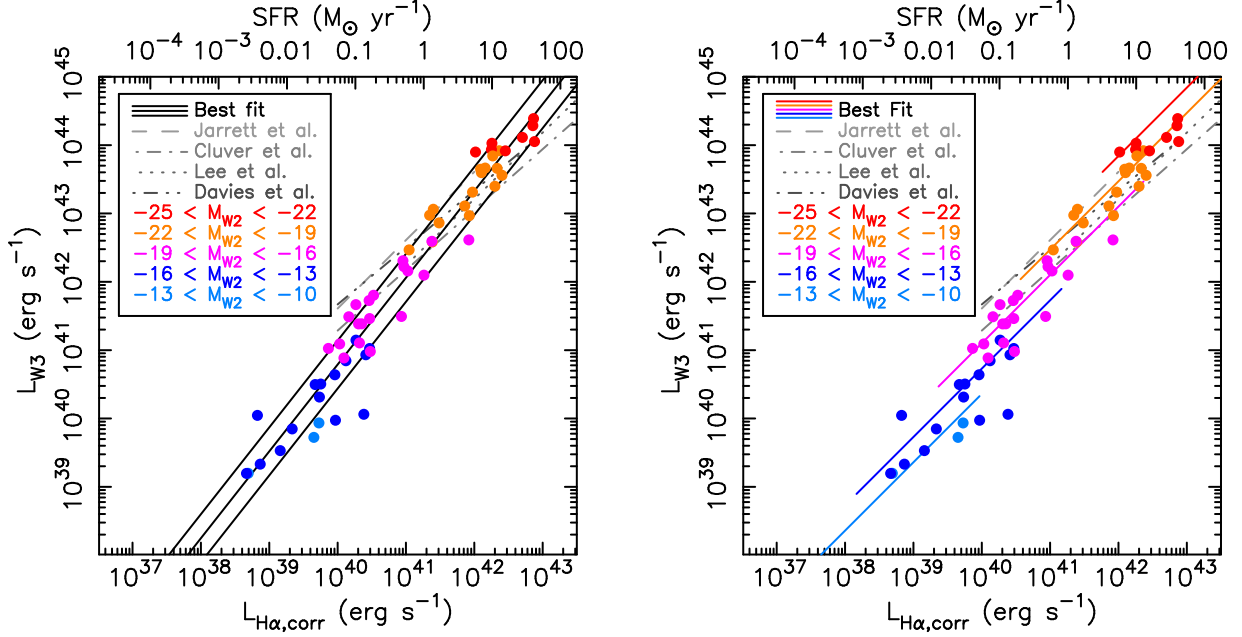 SFR (M⊙ yr⁻¹)
10⁻⁴ 10⁻³ 0.01 0.1 1 10 100
10⁴⁵
10⁴⁴
10⁴³
10⁴²
10⁴¹
10⁴⁰
10³⁹
L_W3 (erg s⁻¹)
Best fit
Jarrett et al.
Cluver et al.
Lee et al.
Davies et al.
−25 < M_W2 < −22
−22 < M_W2 < −19
−19 < M_W2 < −16
−16 < M_W2 < −13
−13 < M_W2 < −10
10³⁷ 10³⁸ 10³⁹ 10⁴⁰ 10⁴¹ 10⁴² 10⁴³
L_Hα,corr (erg s⁻¹)
SFR (M⊙ yr⁻¹)
10⁻⁴ 10⁻³ 0.01 0.1 1 10 100
10⁴⁵
10⁴⁴
10⁴³
10⁴²
10⁴¹
10⁴⁰
10³⁹
L_W3 (erg s⁻¹)
Best Fit
Jarrett et al.
Cluver et al.
Lee et al.
Davies et al.
−25 < M_W2 < −22
−22 < M_W2 < −19
−19 < M_W2 < −16
−16 < M_W2 < −13
−13 < M_W2 < −10
10³⁷ 10³⁸ 10³⁹ 10⁴⁰ 10⁴¹ 10⁴² 10⁴³
L_Hα,corr (erg s⁻¹)